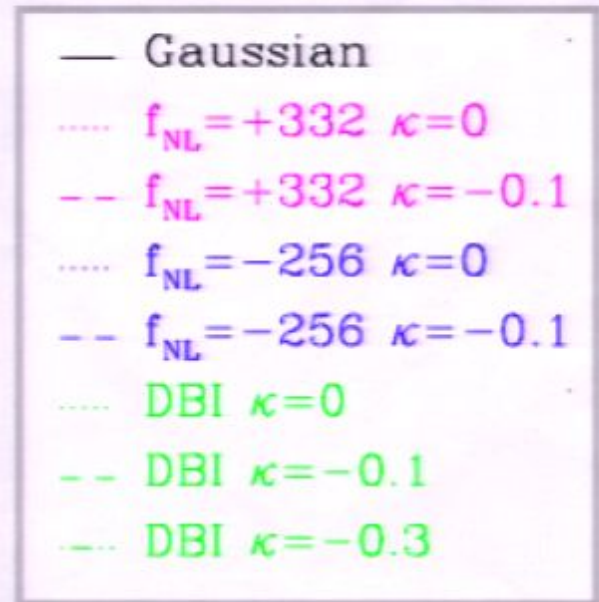 Gaussian
f_NL=+332 κ=0
f_NL=+332 κ=−0.1
f_NL=−256 κ=0
f_NL=−256 κ=−0.1
DBI κ=0
DBI κ=−0.1
DBI κ=−0.3